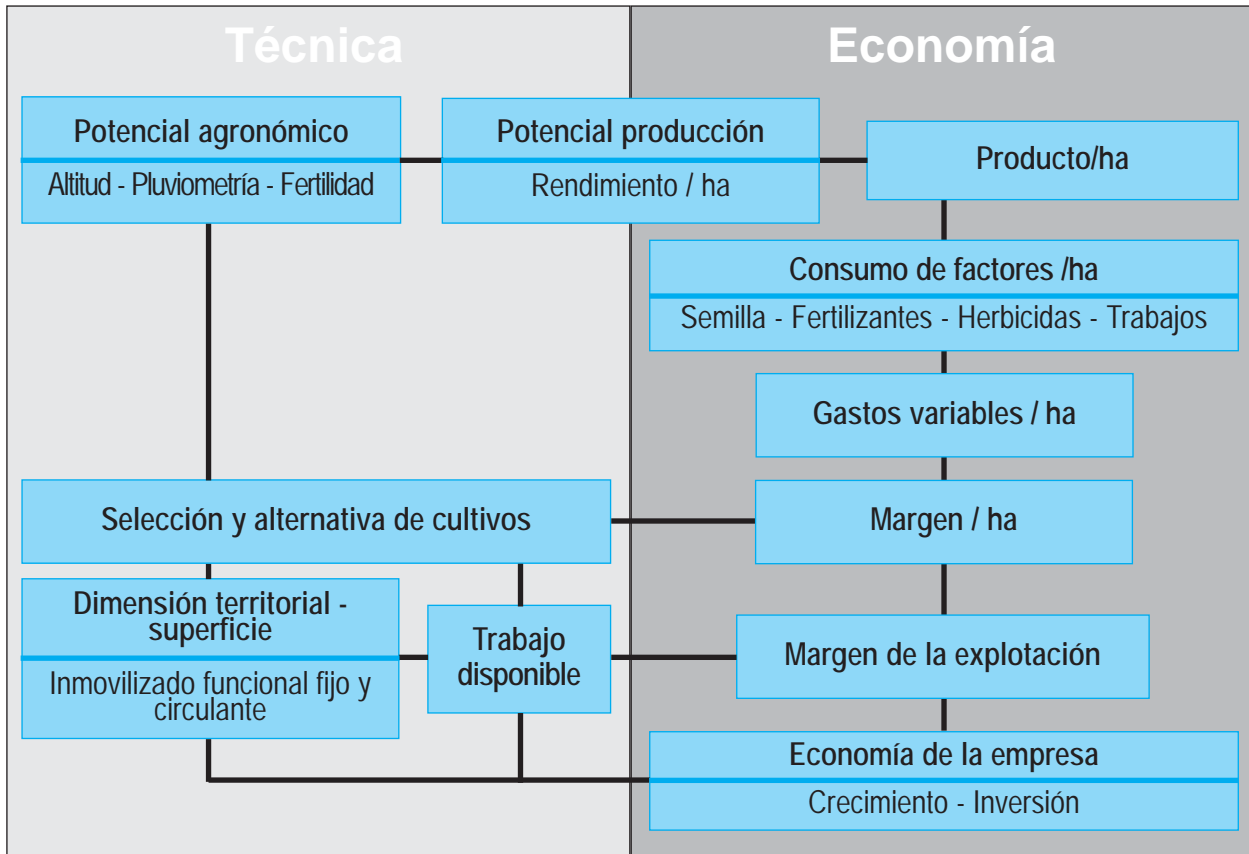 Técnica
Economía
Potencial agronómico
Altitud - Pluviometría - Fertilidad
Potencial producción
Rendimiento / ha
Producto/ha
Consumo de factores /ha
Semilla - Fertilizantes - Herbicidas - Trabajos
Gastos variables / ha
Selección y alternativa de cultivos
Margen / ha
Dimensión territorial -
superficie
Inmovilizado funcional fijo y
circulante
Trabajo
disponible
Margen de la explotación
Economía de la empresa
Crecimiento - Inversión